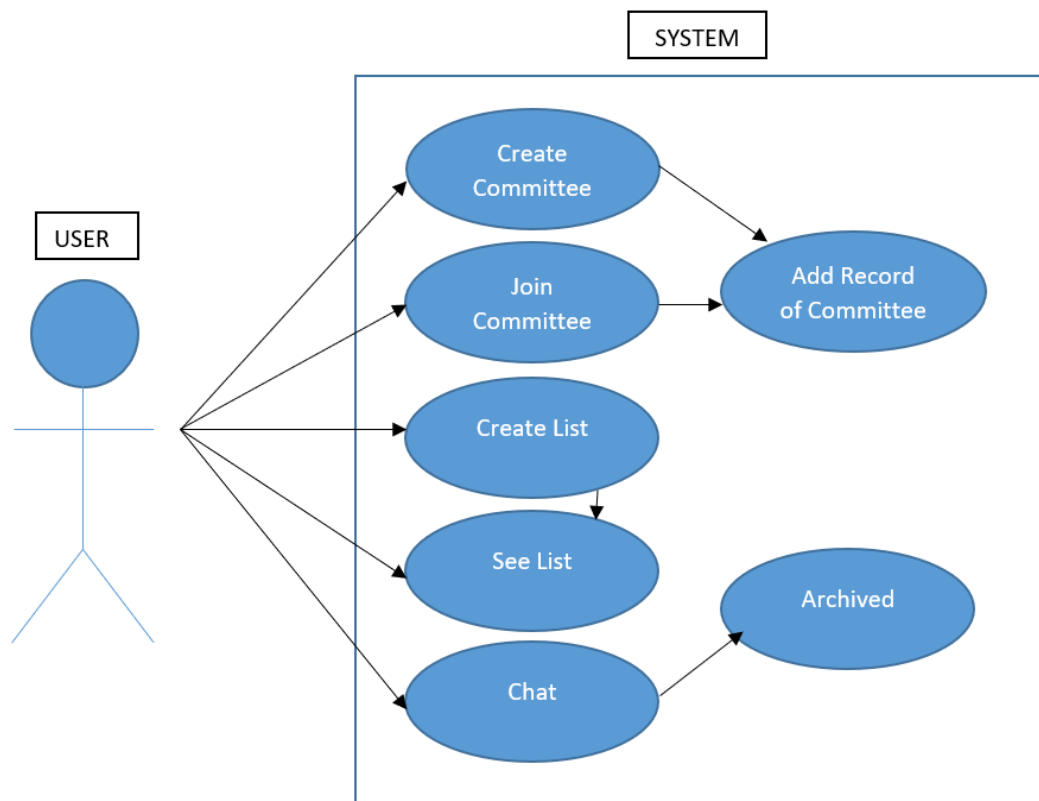 SYSTEM
Create
Committee
USER
Join
Committee
Add Record
of Committee
Create List
See List
Archived
Chat